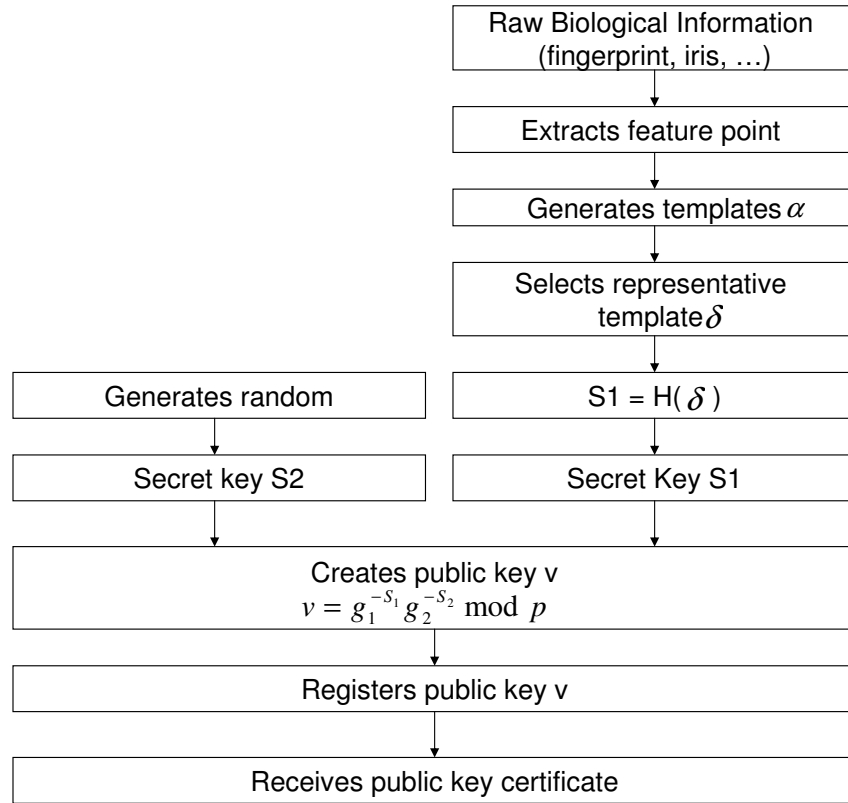 Raw Biological Information
(fingerprint, iris, …)
Extracts feature point
Generates templates α
Selects representative
template δ
Generates random
S1 = H( δ )
Secret key S2
Secret Key S1
Creates public key v
v = g₁^{-S₁} g₂^{-S₂} mod p
Registers public key v
Receives public key certificate